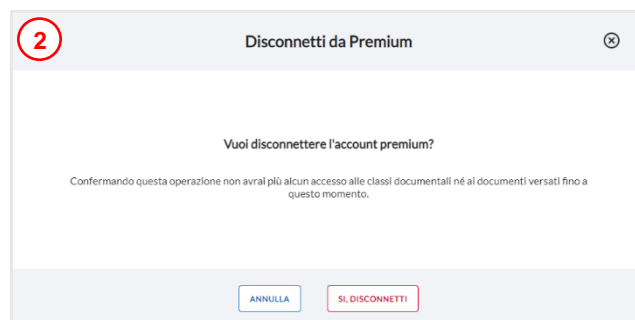 2
Disconnetti da Premium
Vuoi disconnettere l'account premium?
Confermando questa operazione non avrai più alcun accesso alle classi documentali né ai documenti versati fino a
questo momento.
ANNULLA
SI, DISCONNETTI